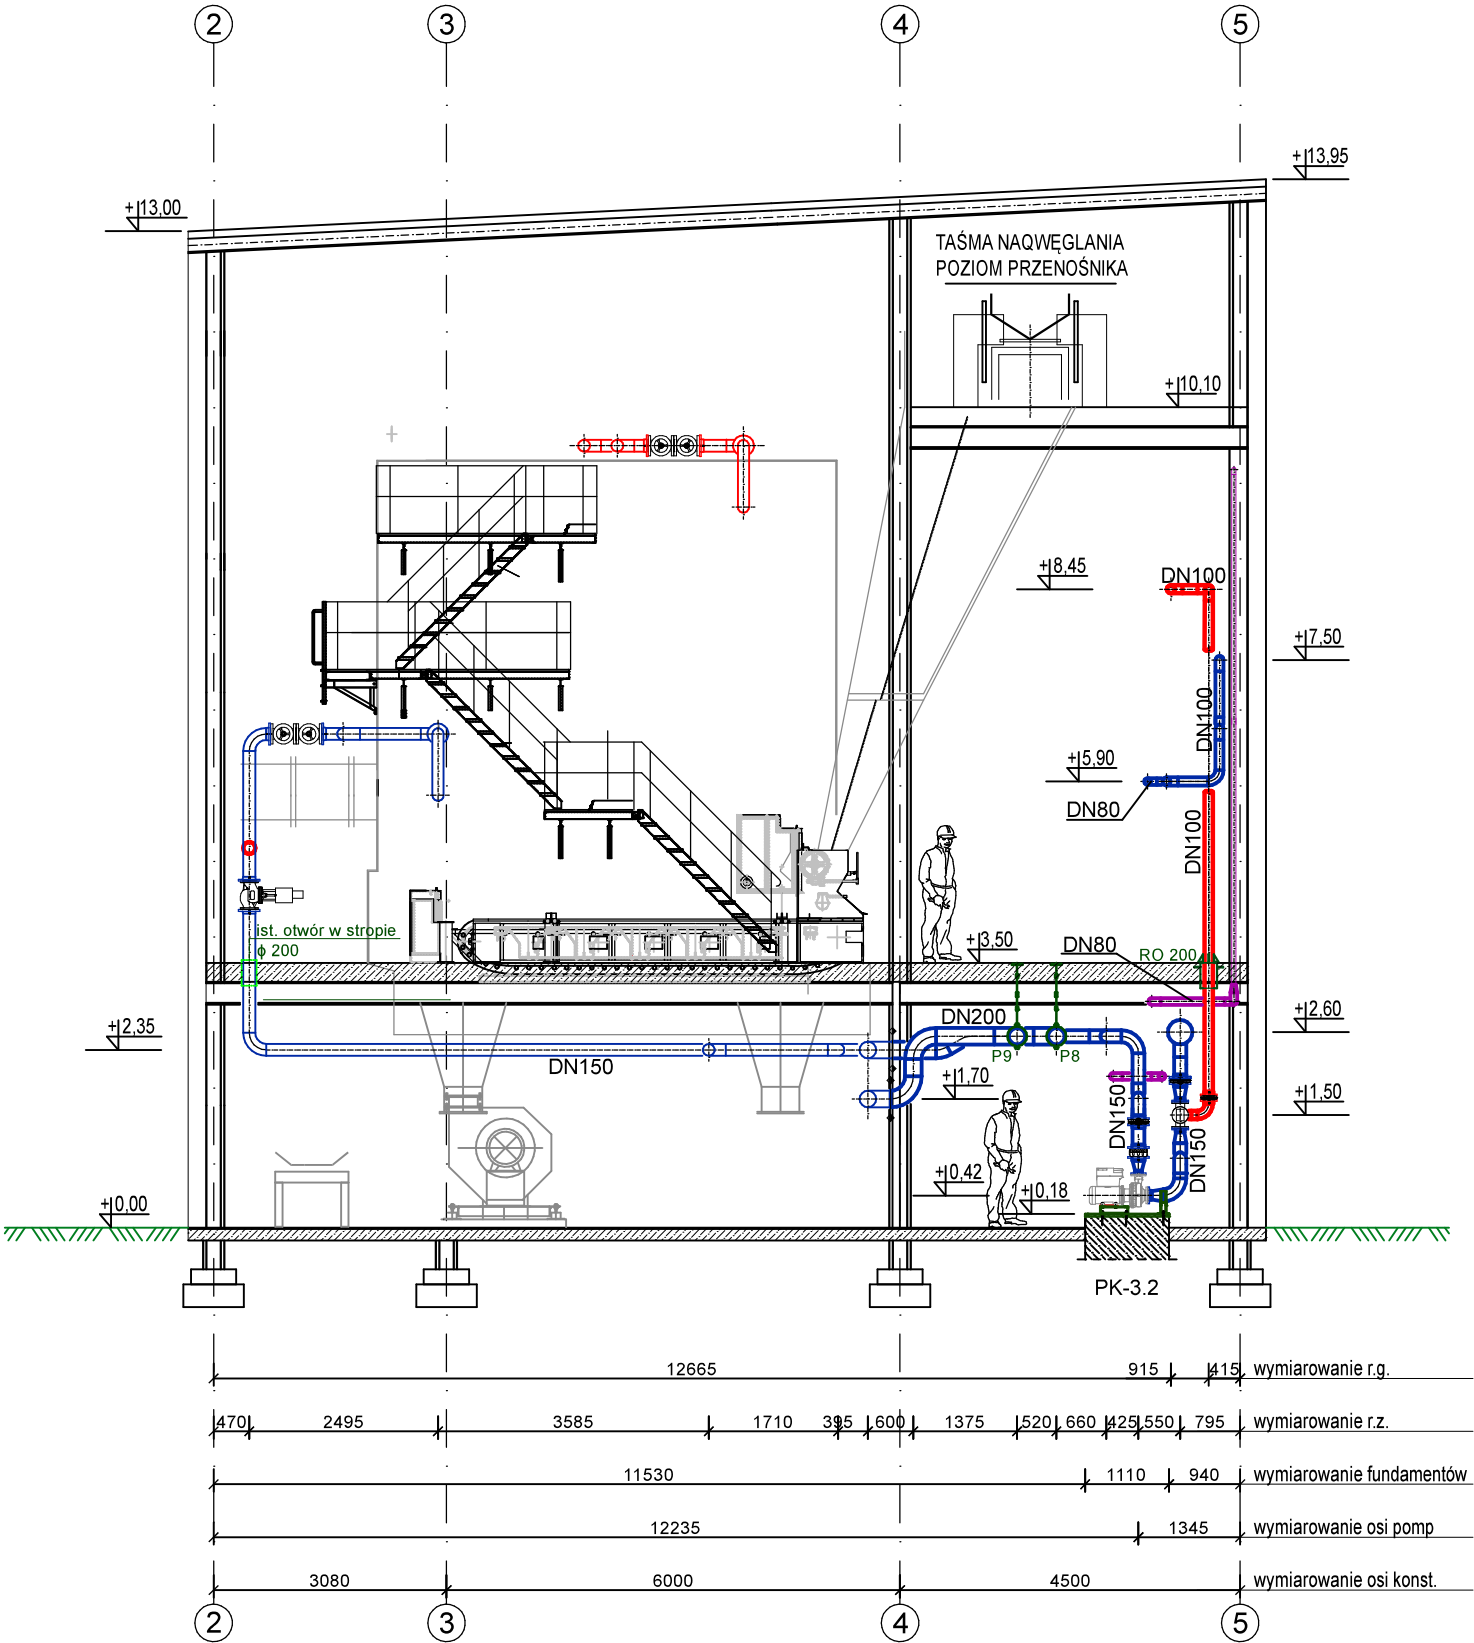 2 3 4 5
+13,95
+13,00
TAŚMA NAQWĘGLANIA
POZIOM PRZENOŚNIKA
+10,10
+8,45
DN100
+7,50
DN100
+5,90
DN80
DN100
ist. otwór w stropie
ϕ 200
+3,50
DN80
RO 200
+2,60
DN200
+2,35
P9
P8
DN150
+1,70
+1,50
DN150
DN150
+0,42
+0,18
+0,00
PK-3.2
12665 915 415 wymiarowanie r.g.
470 2495 3585 1710 395 600 1375 520 660 425 550 795 wymiarowanie r.z.
11530 1110 940 wymiarowanie fundamentów
12235 1345 wymiarowanie osi pomp
3080 6000 4500 wymiarowanie osi konst.
2 3 4 5